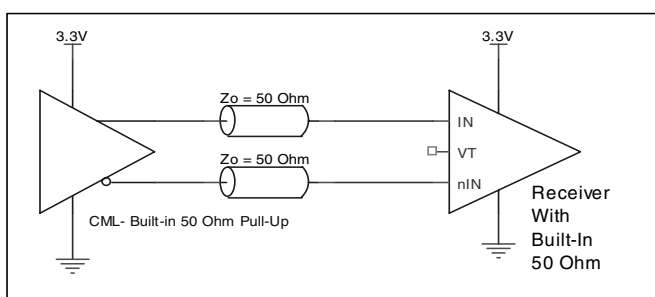 3.3V
3.3V
Zo = 50 Ohm
IN
VT
Zo = 50 Ohm
nIN
CML- Built-in 50 Ohm Pull-Up
Receiver
With
Built-In
50 Ohm